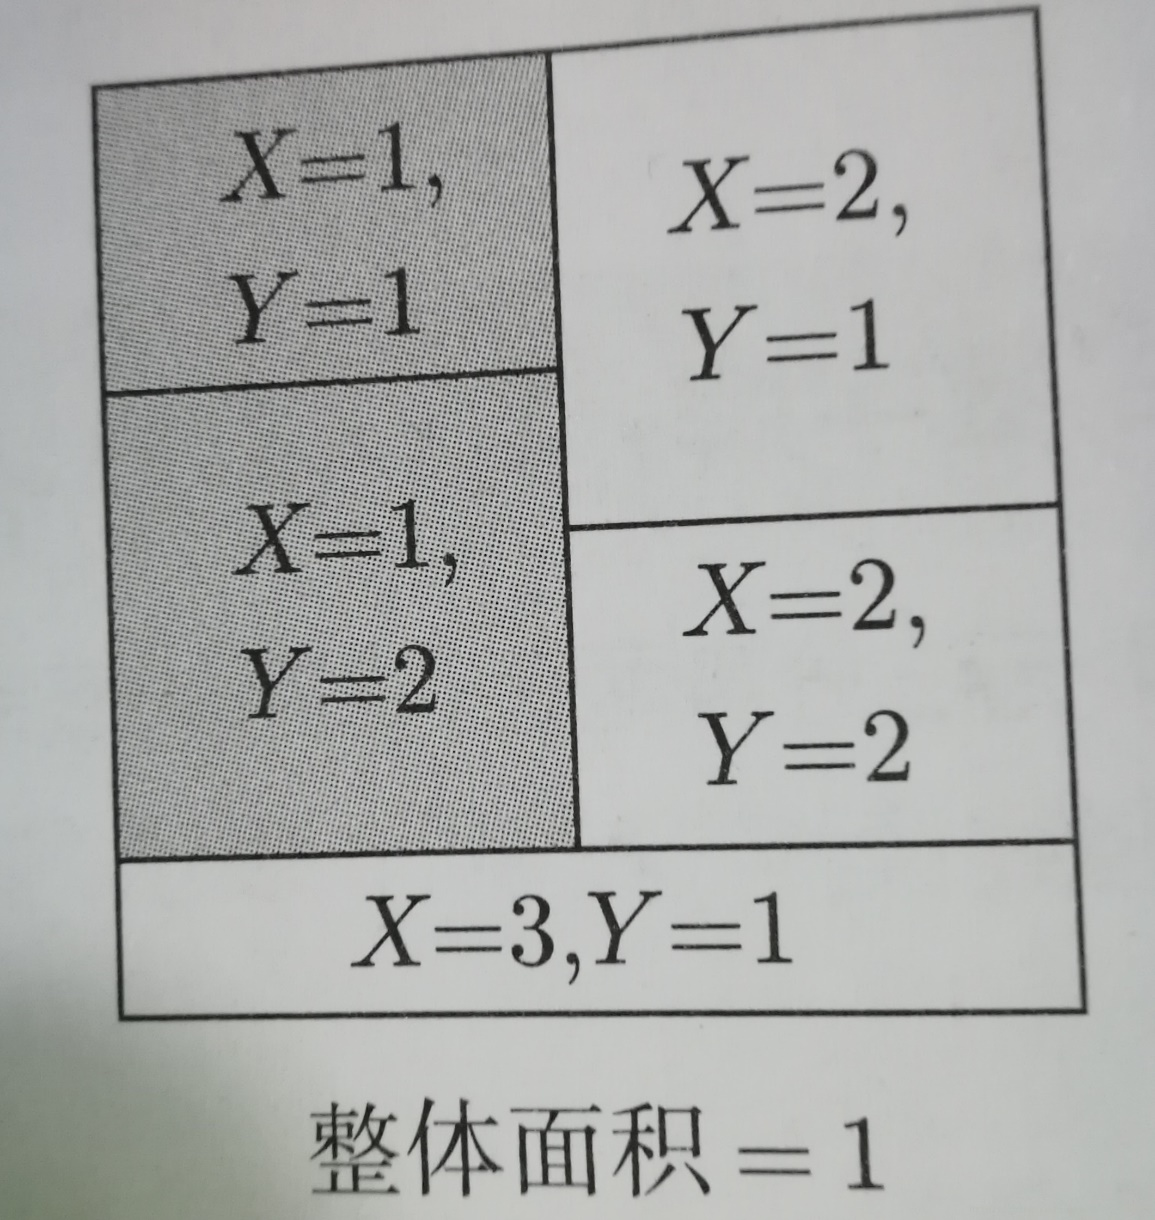 X=1,
Y=1
X=2,
Y=1
X=1,
Y=2
X=2,
Y=2
X=3,Y=1
整体面积 = 1